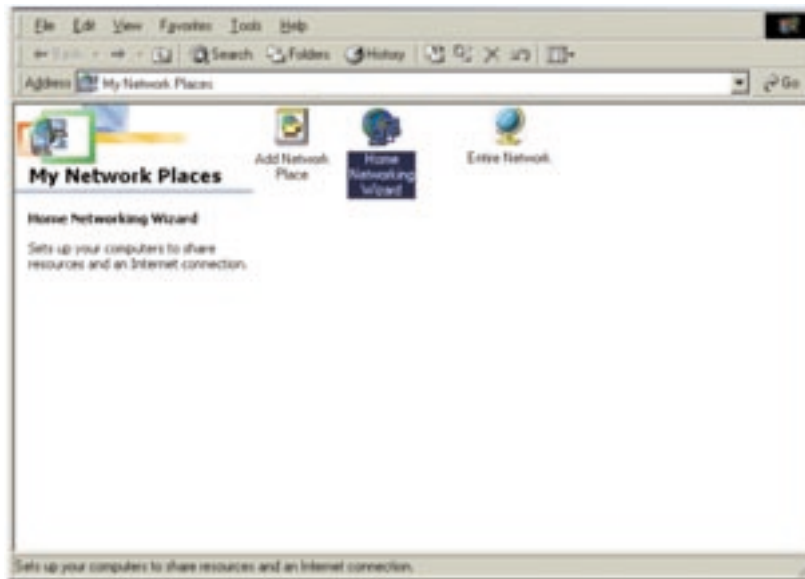 File Edit View Favorites Tools Help
Back Search Folders History
Address My Network Places Go
Add Network Place
Home Networking Wizard
Entire Network
My Network Places
Home Networking Wizard
Sets up your computers to share
resources and an Internet connection.
Sets up your computers to share resources and an Internet connection.